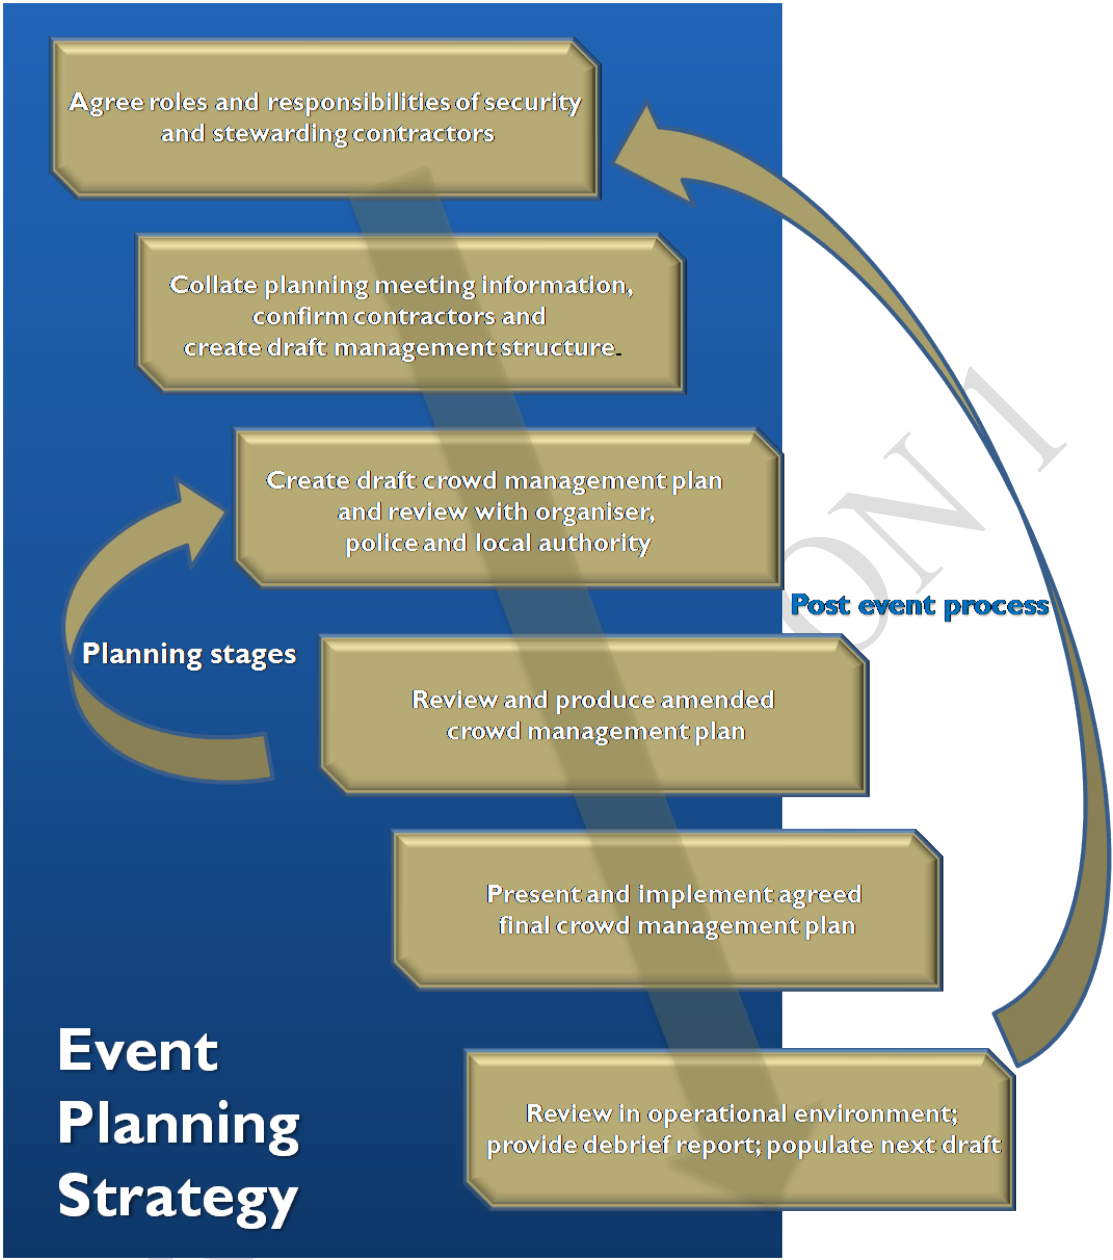 Agree roles and responsibilities of security
and stewarding contractors
Collate planning meeting information,
confirm contractors and
create draft management structure.
Create draft crowd management plan
and review with organiser,
police and local authority
Post event process
Planning stages
Review and produce amended
crowd management plan
Present and implement agreed
final crowd management plan
Event
Planning
Strategy
Review in operational environment;
provide debrief report; populate next draft
ON 1